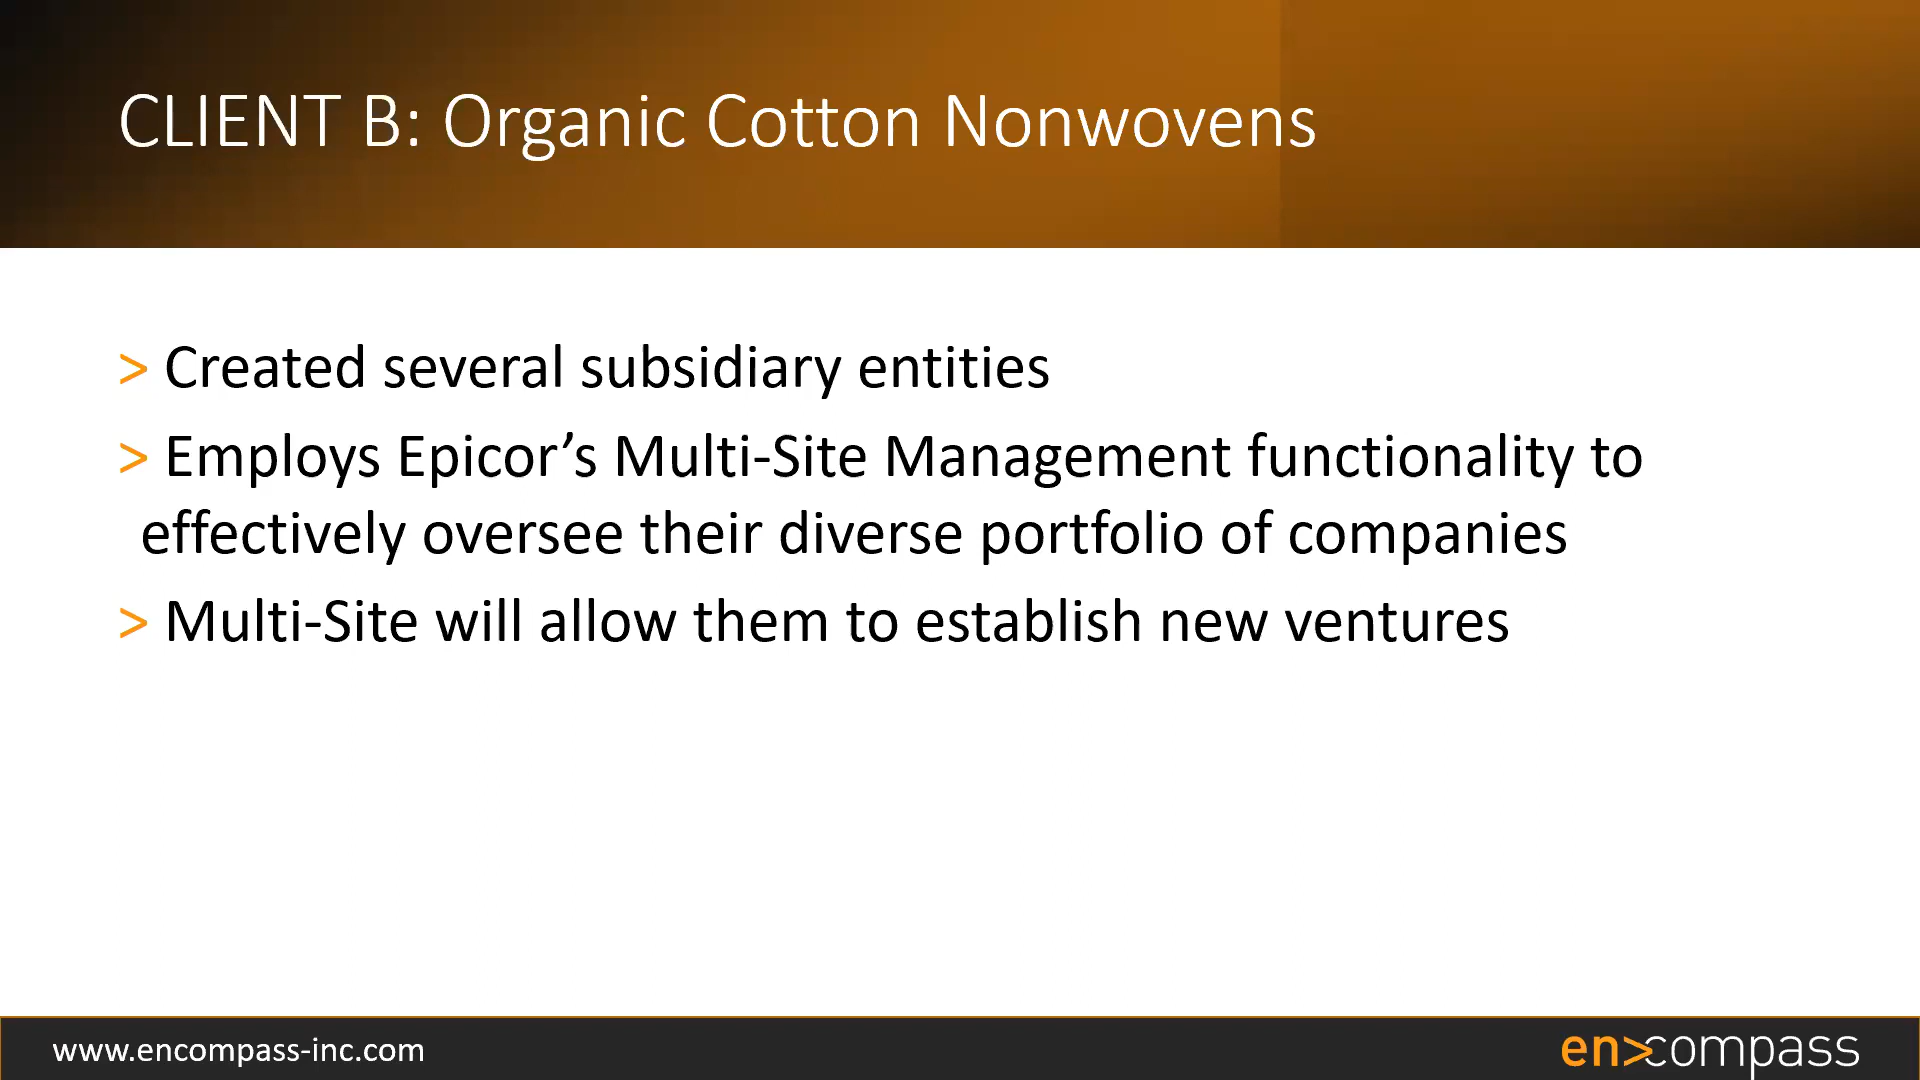 CLIENT B: Organic Cotton Nonwovens
> Created several subsidiary entities
> Employs Epicor’s Multi-Site Management functionality to
effectively oversee their diverse portfolio of companies
> Multi-Site will allow them to establish new ventures
www.encompass-inc.com
en>compass